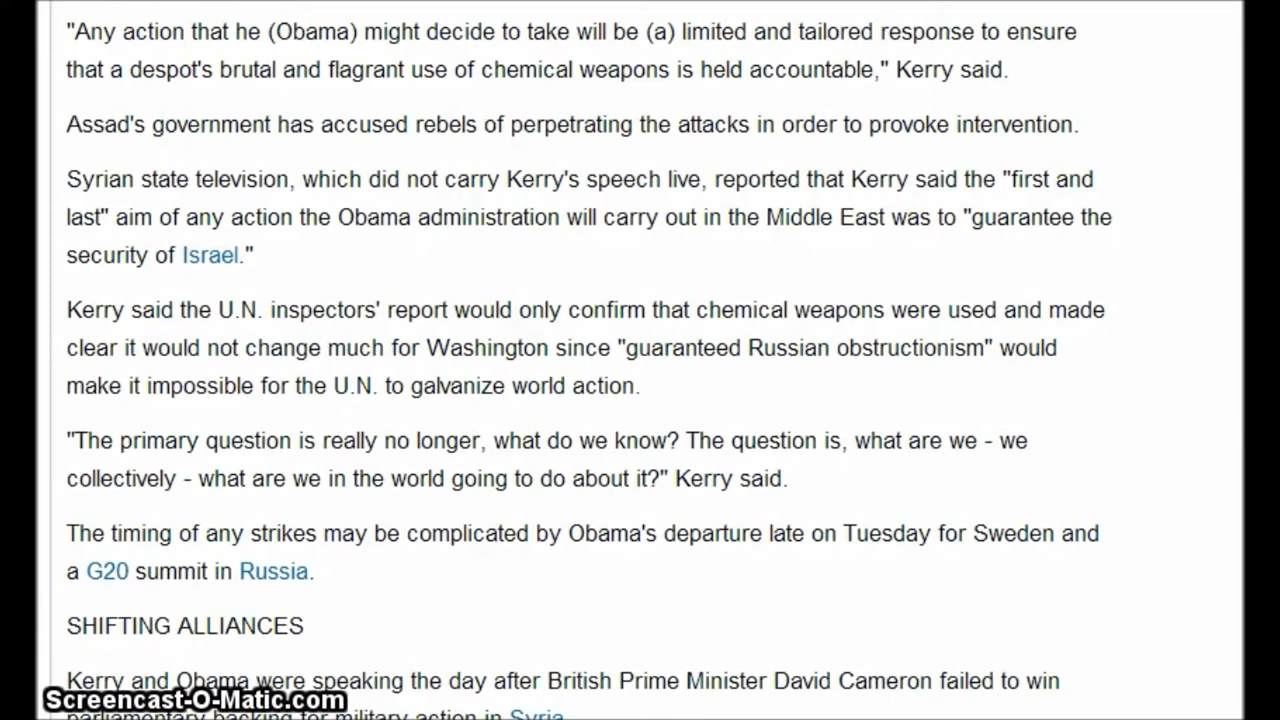 "Any action that he (Obama) might decide to take will be (a) limited and tailored response to ensure
that a despot's brutal and flagrant use of chemical weapons is held accountable," Kerry said.
Assad's government has accused rebels of perpetrating the attacks in order to provoke intervention.
Syrian state television, which did not carry Kerry's speech live, reported that Kerry said the "first and
last" aim of any action the Obama administration will carry out in the Middle East was to "guarantee the
security of Israel."
Kerry said the U.N. inspectors' report would only confirm that chemical weapons were used and made
clear it would not change much for Washington since "guaranteed Russian obstructionism" would
make it impossible for the U.N. to galvanize world action.
"The primary question is really no longer, what do we know? The question is, what are we - we
collectively - what are we in the world going to do about it?" Kerry said.
The timing of any strikes may be complicated by Obama's departure late on Tuesday for Sweden and
a G20 summit in Russia.
SHIFTING ALLIANCES
Kerry and Obama were speaking the day after British Prime Minister David Cameron failed to win
parliamentary backing for military action in Syria.
Screencast-O-Matic.com